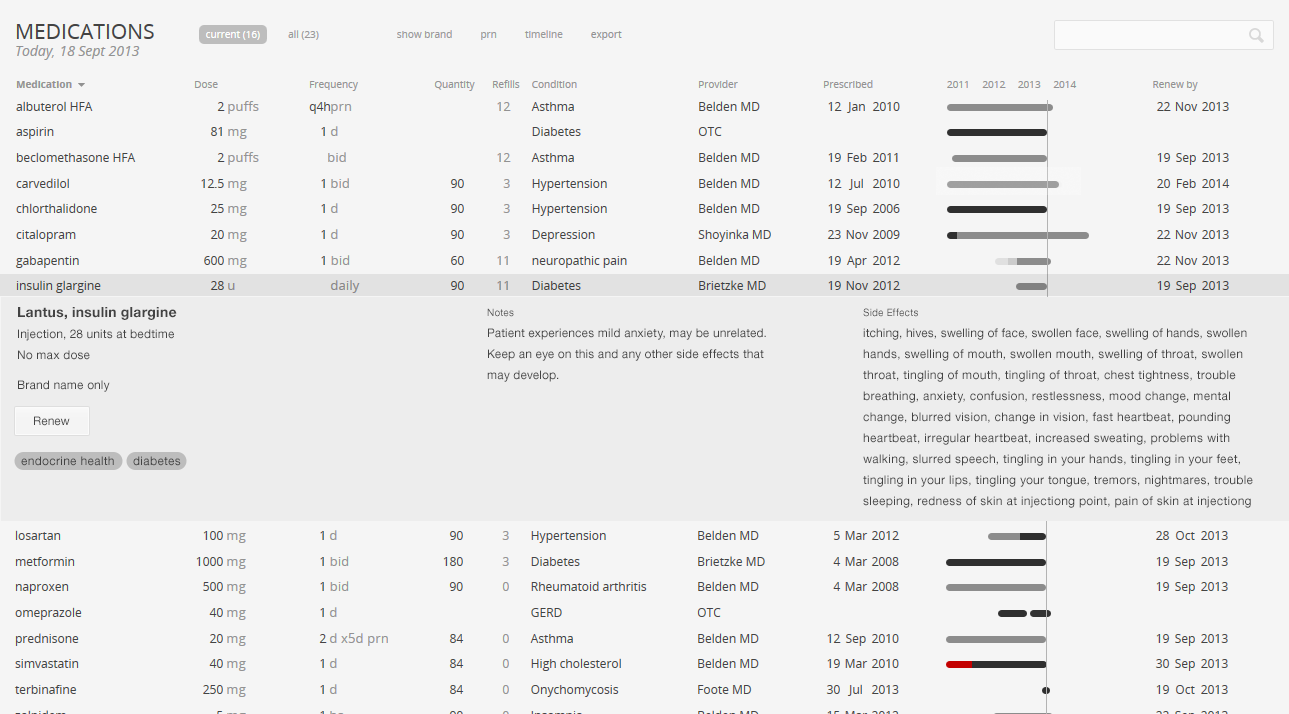 MEDICATIONS current (16) all (23) show brand prn timeline export
Today, 18 Sept 2013
Medication Dose Frequency Quantity Refills Condition Provider Prescribed 2011 2012 2013 2014 Renew by
albuterol HFA 2 puffs q4hprn 12 Asthma Belden MD 12 Jan 2010 22 Nov 2013
aspirin 81 mg 1 d Diabetes OTC
beclomethasone HFA 2 puffs bid 12 Asthma Belden MD 19 Feb 2011 19 Sep 2013
carvedilol 12.5 mg 1 bid 90 3 Hypertension Belden MD 12 Jul 2010 20 Feb 2014
chlorthalidone 25 mg 1 d 90 3 Hypertension Belden MD 19 Sep 2006 19 Sep 2013
citalopram 20 mg 1 d 90 3 Depression Shoyinka MD 23 Nov 2009 22 Nov 2013
gabapentin 600 mg 1 bid 60 11 neuropathic pain Belden MD 19 Apr 2012 22 Nov 2013
insulin glargine 28 u daily 90 11 Diabetes Brietzke MD 19 Nov 2012 19 Sep 2013
Lantus, insulin glargine
Injection, 28 units at bedtime
No max dose
Brand name only
Renew
endocrine health diabetes
Notes
Patient experiences mild anxiety, may be unrelated.
Keep an eye on this and any other side effects that
may develop.
Side Effects
itching, hives, swelling of face, swollen face, swelling of hands, swollen
hands, swelling of mouth, swollen mouth, swelling of throat, swollen
throat, tingling of mouth, tingling of throat, chest tightness, trouble
breathing, anxiety, confusion, restlessness, mood change, mental
change, blurred vision, change in vision, fast heartbeat, pounding
heartbeat, irregular heartbeat, increased sweating, problems with
walking, slurred speech, tingling in your hands, tingling in your feet,
tingling in your lips, tingling your tongue, tremors, nightmares, trouble
sleeping, redness of skin at injectiong point, pain of skin at injectiong
losartan 100 mg 1 d 90 3 Hypertension Belden MD 5 Mar 2012 28 Oct 2013
metformin 1000 mg 1 bid 180 3 Diabetes Brietzke MD 4 Mar 2008 19 Sep 2013
naproxen 500 mg 1 bid 90 0 Rheumatoid arthritis Belden MD 4 Mar 2008 19 Sep 2013
omeprazole 40 mg 1 d GERD OTC
prednisone 20 mg 2 d x5d prn 84 0 Asthma Belden MD 12 Sep 2010 19 Sep 2013
simvastatin 40 mg 1 d 84 0 High cholesterol Belden MD 19 Mar 2010 30 Sep 2013
terbinafine 250 mg 1 d 84 0 Onychomycosis Foote MD 30 Jul 2013 19 Oct 2013